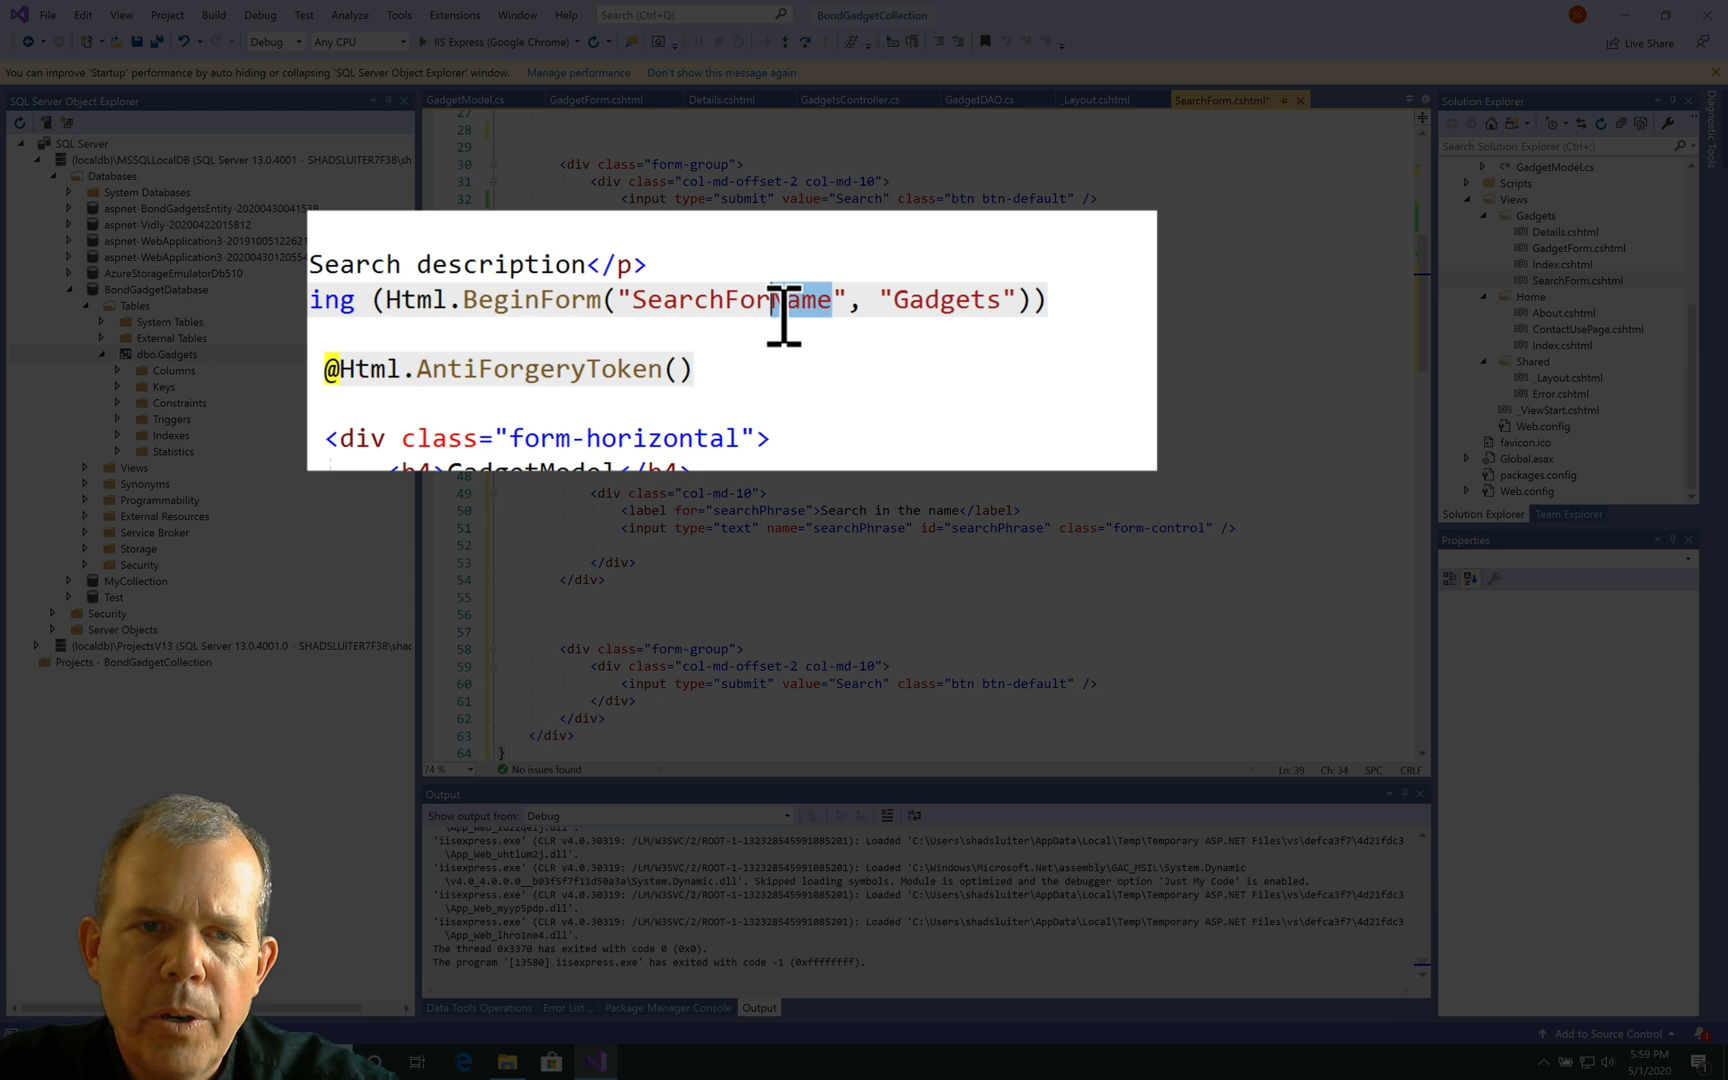 File Edit View Project Build Debug Test Analyze Tools Extensions Window Help Search (Ctrl+Q) BondGadgetCollection SS
Debug Any CPU IIS Express (Google Chrome) Live Share
You can improve 'Startup' performance by auto hiding or collapsing 'SQL Server Object Explorer' window. Manage performance Don't show this message again
SQL Server Object Explorer
SQL Server
(localdb)\MSSQLLocalDB (SQL Server 13.0.4001 - SHADSLUITER7F38\sh
Databases
System Databases
aspnet-BondGadgetsEntity-20200430041538
aspnet-Vidly-20200422015812
aspnet-WebApplication3-2019100512262
aspnet-WebApplication3-202004301205
AzureStorageEmulatorDb510
BondGadgetDatabase
Tables
System Tables
External Tables
dbo.Gadgets
Columns
Keys
Constraints
Triggers
Indexes
Statistics
Views
Synonyms
Programmability
External Resources
Service Broker
Storage
Security
MyCollection
Test
Security
Server Objects
(localdb)\ProjectsV13 (SQL Server 13.0.4001.0 - SHADSLUITER7F38\shac
Projects - BondGadgetCollection
GadgetModel.cs GadgetForm.cshtml Details.cshtml GadgetsController.cs GadgetDAO.cs _Layout.cshtml SearchForm.cshtml*
27
28
29
30 <div class="form-group">
31 <div class="col-md-offset-2 col-md-10">
32 <input type="submit" value="Search" class="btn btn-default" />
Search description</p>
ing (Html.BeginForm("SearchForName", "Gadgets"))
@Html.AntiForgeryToken()
<div class="form-horizontal">
<h4>GadgetModel</h4>
48
49 <div class="col-md-10">
50 <label for="searchPhrase">Search in the name</label>
51 <input type="text" name="searchPhrase" id="searchPhrase" class="form-control" />
52
53 </div>
54 </div>
55
56
57
58 <div class="form-group">
59 <div class="col-md-offset-2 col-md-10">
60 <input type="submit" value="Search" class="btn btn-default" />
61 </div>
62 </div>
63 </div>
64 }
74 % No issues found Ln: 39 Ch: 34 SPC CRLF
Output
Show output from: Debug
'iisexpress.exe' (CLR v4.0.30319: /LM/W3SVC/2/ROOT-1-132328545991085201): Loaded 'C:\Users\shadsluiter\AppData\Local\Temp\Temporary ASP.NET Files\vs\defca3f7\4d21fdc3
\App_Web_uhtlum2j.dll'.
'iisexpress.exe' (CLR v4.0.30319: /LM/W3SVC/2/ROOT-1-132328545991085201): Loaded 'C:\Windows\Microsoft.Net\assembly\GAC_MSIL\System.Dynamic
\v4.0_4.0.0.0__b03f5f7f11d50a3a\System.Dynamic.dll'. Skipped loading symbols. Module is optimized and the debugger option 'Just My Code' is enabled.
'iisexpress.exe' (CLR v4.0.30319: /LM/W3SVC/2/ROOT-1-132328545991085201): Loaded 'C:\Users\shadsluiter\AppData\Local\Temp\Temporary ASP.NET Files\vs\defca3f7\4d21fdc3
\App_Web_myyp5pdp.dll'.
'iisexpress.exe' (CLR v4.0.30319: /LM/W3SVC/2/ROOT-1-132328545991085201): Loaded 'C:\Users\shadsluiter\AppData\Local\Temp\Temporary ASP.NET Files\vs\defca3f7\4d21fdc3
\App_Web_lhro1ne4.dll'.
The thread 0x3370 has exited with code 0 (0x0).
The program '[13580] iisexpress.exe' has exited with code -1 (0xffffffff).
Data Tools Operations Error List ... Package Manager Console Output
Solution Explorer
Search Solution Explorer (Ctrl+;)
GadgetModel.cs
Scripts
Views
Gadgets
Details.cshtml
GadgetForm.cshtml
Index.cshtml
SearchForm.cshtml
Home
About.cshtml
ContactUsePage.cshtml
Index.cshtml
Shared
_Layout.cshtml
Error.cshtml
_ViewStart.cshtml
Web.config
favicon.ico
Global.asax
packages.config
Web.config
Solution Explorer Team Explorer
Properties
Diagnostic Tools
Add to Source Control
5:59 PM
5/1/2020